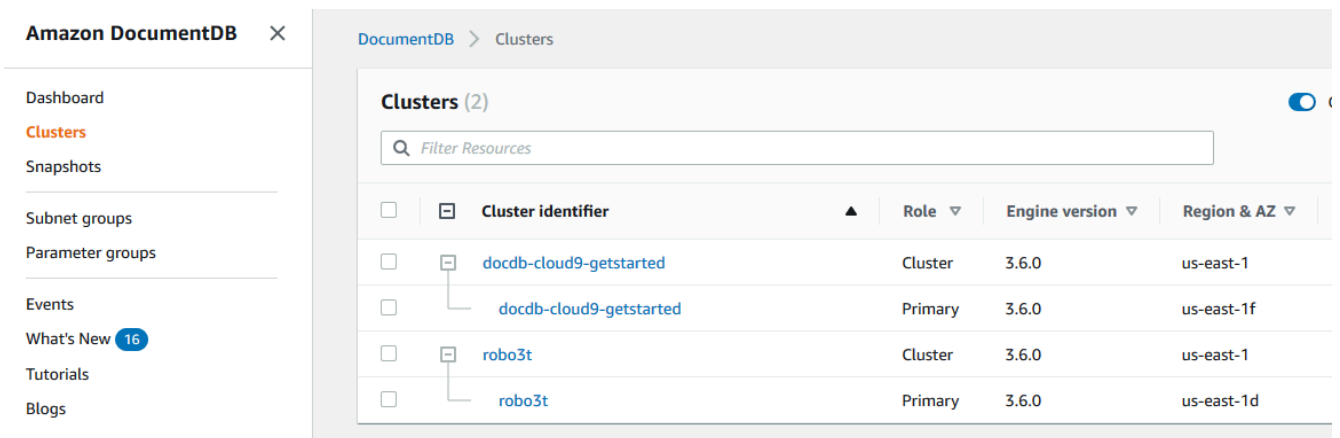 Amazon DocumentDB
Dashboard
Clusters
Snapshots
Subnet groups
Parameter groups
Events
What's New 16
Tutorials
Blogs
DocumentDB > Clusters
Clusters (2)
Filter Resources
Cluster identifier Role Engine version Region & AZ
docdb-cloud9-getstarted Cluster 3.6.0 us-east-1
docdb-cloud9-getstarted Primary 3.6.0 us-east-1f
robo3t Cluster 3.6.0 us-east-1
robo3t Primary 3.6.0 us-east-1d